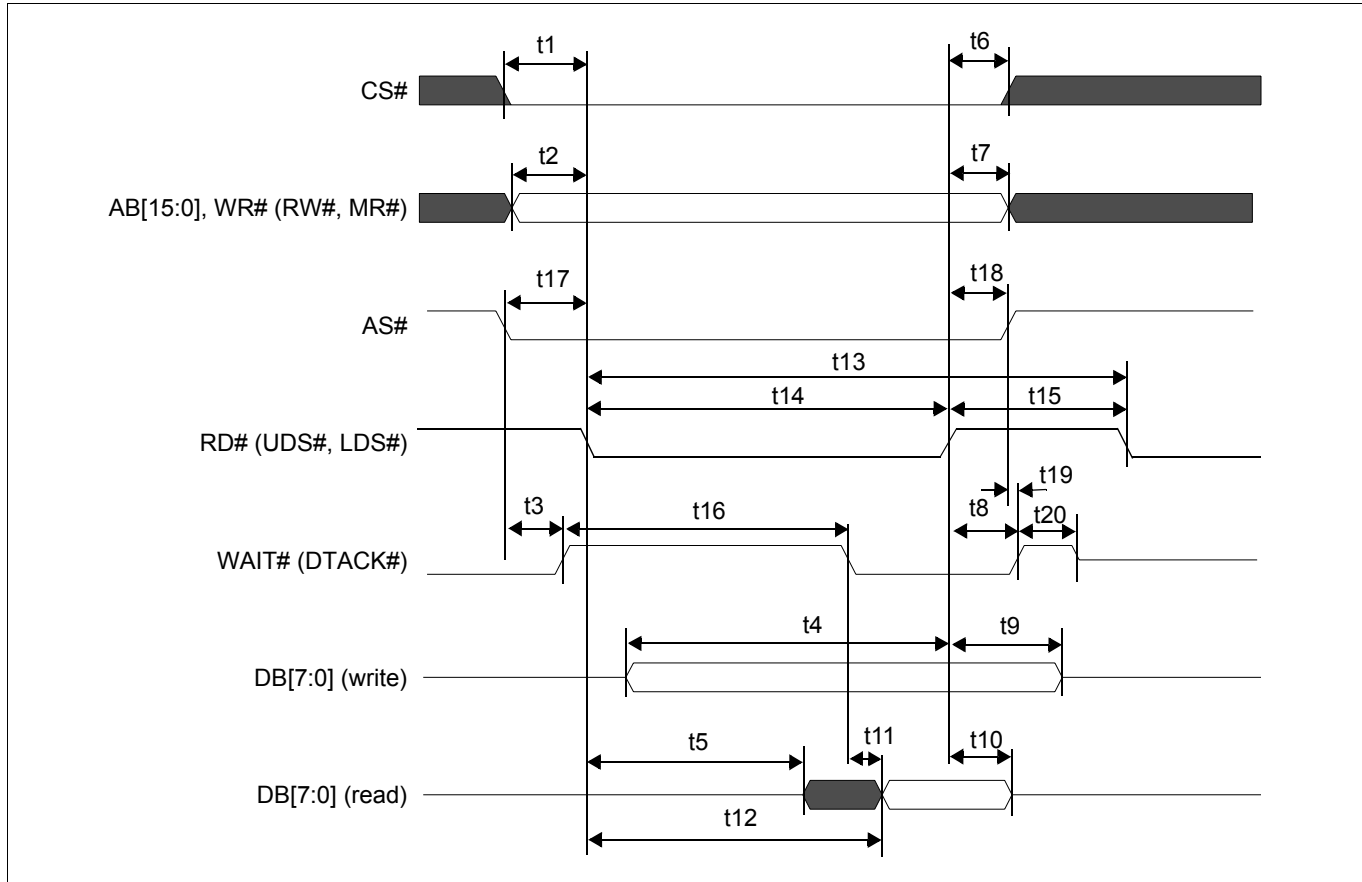 t1
t6
CS#
t2
t7
AB[15:0], WR# (RW#, MR#)
t17
t18
AS#
t13
t14
t15
RD# (UDS#, LDS#)
t19
t3
t16
t8
t20
WAIT# (DTACK#)
t4
t9
DB[7:0] (write)
t5
t11
t10
DB[7:0] (read)
t12